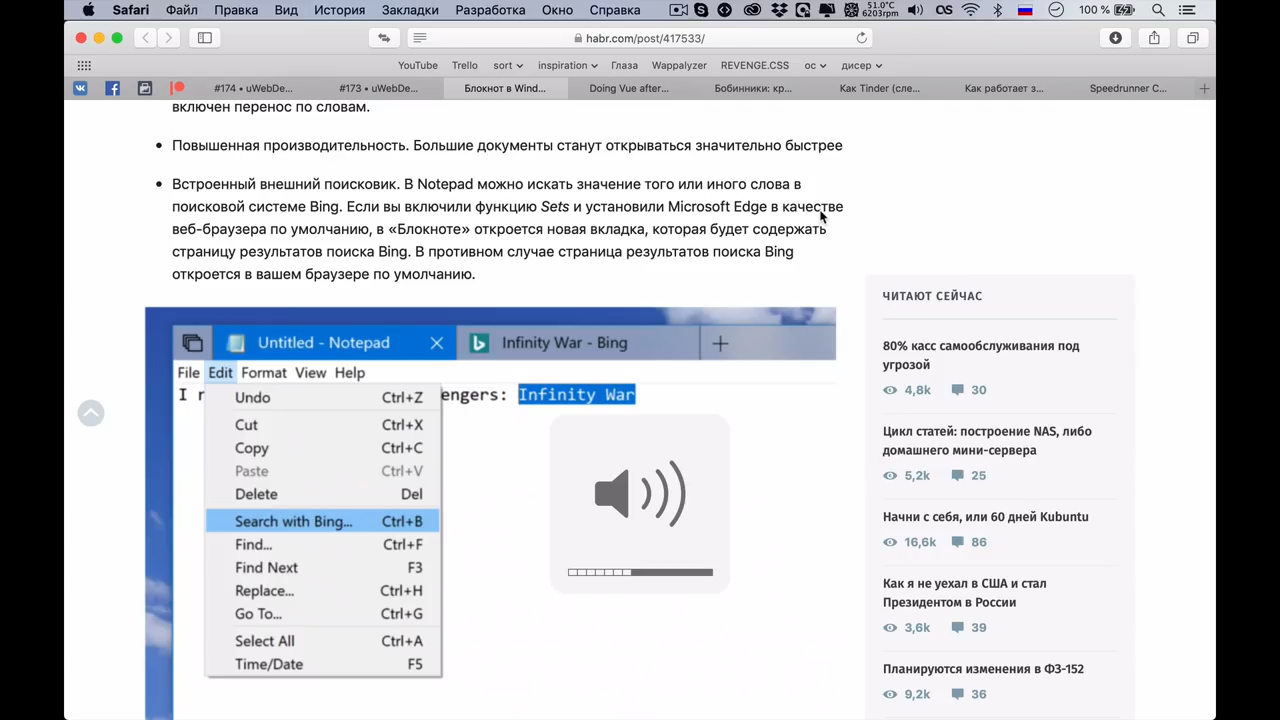 Safari Файл Правка Вид История Закладки Разработка Окно Справка 51.0°C 6203rpm 100 %
habr.com/post/417533/
YouTube Trello sort inspiration Глаза Wappalyzer REVENGE.CSS ос дисер
#174 • uWebDe... #173 • uWebDe... Блокнот в Wind... Doing Vue after... Бобинники: кр... Как Tinder (сле... Как работает з... Speedrunner C...
включен перенос по словам.
Повышенная производительность. Большие документы станут открываться значительно быстрее
Встроенный внешний поисковик. В Notepad можно искать значение того или иного слова в
поисковой системе Bing. Если вы включили функцию Sets и установили Microsoft Edge в качестве
веб-браузера по умолчанию, в «Блокноте» откроется новая вкладка, которая будет содержать
страницу результатов поиска Bing. В противном случае страница результатов поиска Bing
откроется в вашем браузере по умолчанию.
Untitled - Notepad Infinity War - Bing
File Edit Format View Help
I r engers: Infinity War
Undo Ctrl+Z
Cut Ctrl+X
Copy Ctrl+C
Paste Ctrl+V
Delete Del
Search with Bing... Ctrl+B
Find... Ctrl+F
Find Next F3
Replace... Ctrl+H
Go To... Ctrl+G
Select All Ctrl+A
Time/Date F5
ЧИТАЮТ СЕЙЧАС
80% касс самообслуживания под
угрозой
4,8k 30
Цикл статей: построение NAS, либо
домашнего мини-сервера
5,2k 25
Начни с себя, или 60 дней Kubuntu
16,6k 86
Как я не уехал в США и стал
Президентом в России
3,6k 39
Планируются изменения в ФЗ-152
9,2k 36